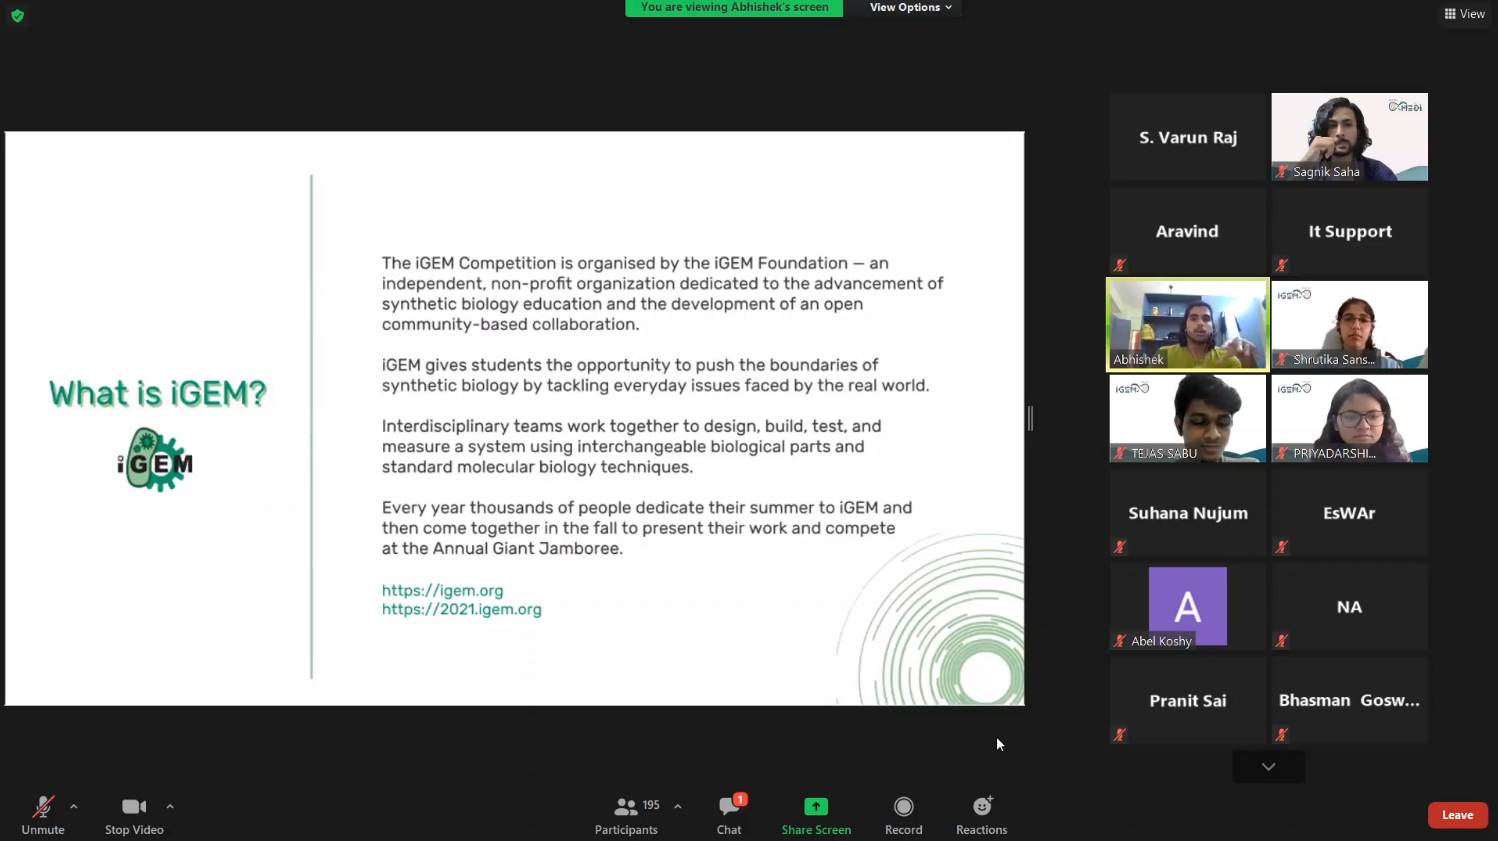 You are viewing Abhishek's screen
View Options
View
What is iGEM?
iGEM
The iGEM Competition is organised by the iGEM Foundation — an
independent, non-profit organization dedicated to the advancement of
synthetic biology education and the development of an open
community-based collaboration.
iGEM gives students the opportunity to push the boundaries of
synthetic biology by tackling everyday issues faced by the real world.
Interdisciplinary teams work together to design, build, test, and
measure a system using interchangeable biological parts and
standard molecular biology techniques.
Every year thousands of people dedicate their summer to iGEM and
then come together in the fall to present their work and compete
at the Annual Giant Jamboree.
https://igem.org
https://2021.igem.org
S. Varun Raj
Sagnik Saha
Aravind
It Support
Abhishek
iGEM
Shrutika Sans...
iGEM
TEJAS SABU
iGEM
PRIYADARSHI...
Suhana Nujum
EsWAr
A
Abel Koshy
NA
Pranit Sai
Bhasman Gosw...
Unmute
Stop Video
195
Participants
1
Chat
Share Screen
Record
Reactions
Leave